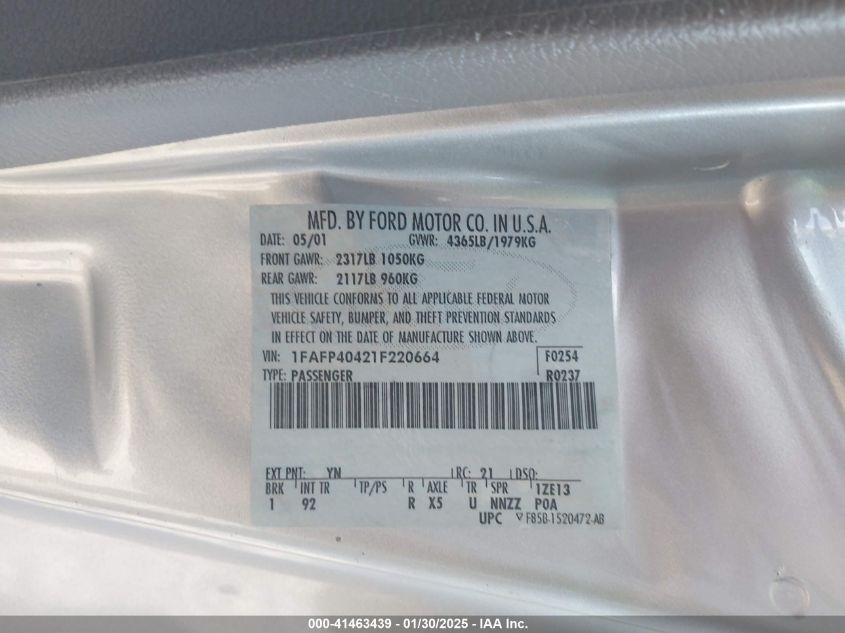 MFD. BY FORD MOTOR CO. IN U.S.A.
DATE: 05/01 GVWR: 4365LB/1979KG
FRONT GAWR: 2317LB 1050KG
REAR GAWR: 2117LB 960KG
THIS VEHICLE CONFORMS TO ALL APPLICABLE FEDERAL MOTOR
VEHICLE SAFETY, BUMPER, AND THEFT PREVENTION STANDARDS
IN EFFECT ON THE DATE OF MANUFACTURE SHOWN ABOVE.
VIN: 1FAFP40421F220664 F0254
TYPE: PASSENGER R0237
EXT PNT: YN RC: 21 DSO:
BRK INT TR TP/PS R AXLE TR SPR 1ZE13
1 92 R X5 U NNZZ POA
UPC F85B-1520472-AB
000-41463439 - 01/30/2025 - IAA Inc.